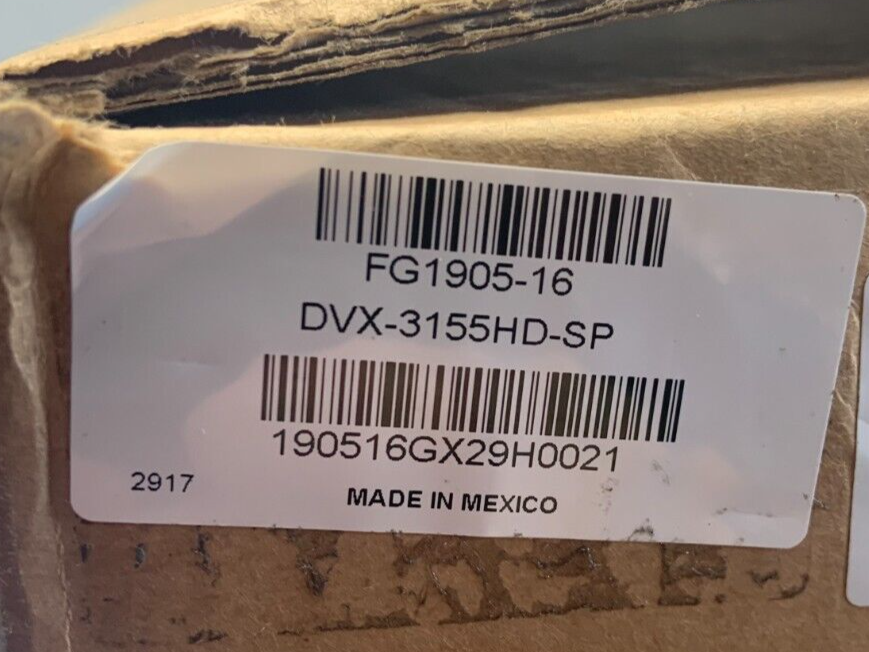 FG1905-16
DVX-3155HD-SP
190516GX29H0021
2917
MADE IN MEXICO